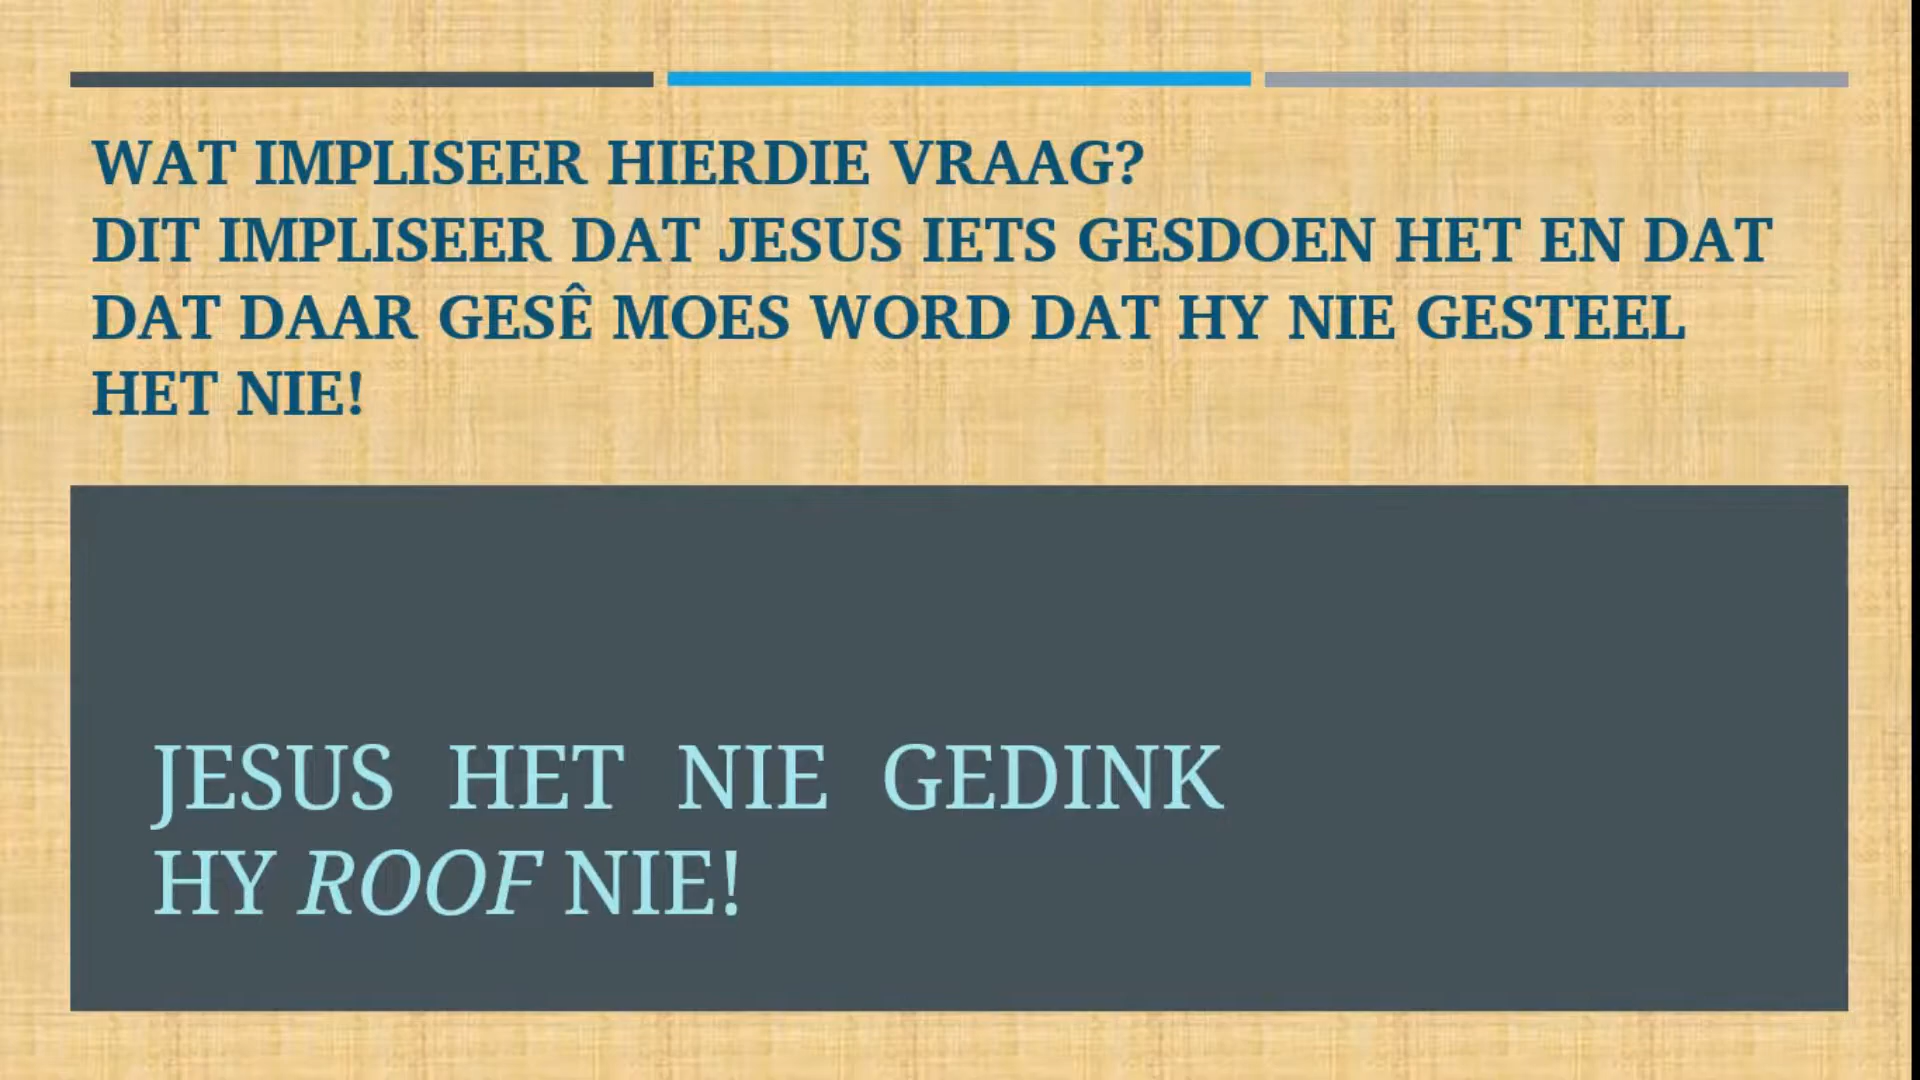 WAT IMPLISEER HIERDIE VRAAG?
DIT IMPLISEER DAT JESUS IETS GESDOEN HET EN DAT
DAT DAAR GESÊ MOES WORD DAT HY NIE GESTEEL
HET NIE!
JESUS HET NIE GEDINK
HY ROOF NIE!